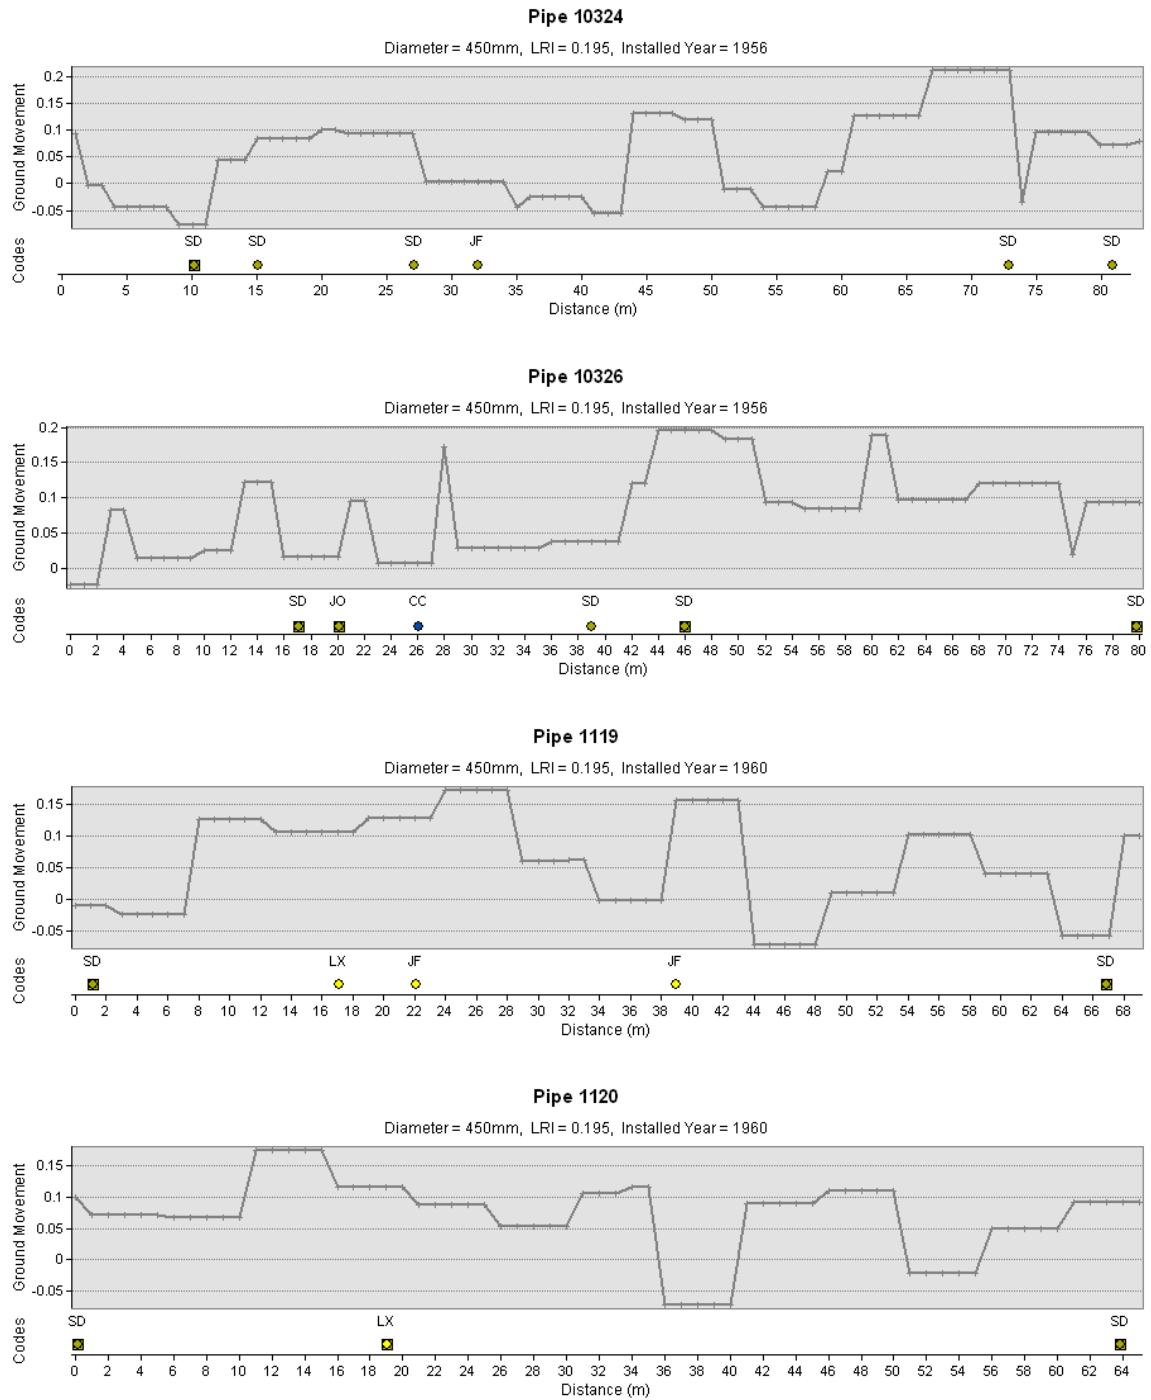 Pipe 10324
Diameter = 450mm, LRI = 0.195, Installed Year = 1956
Ground Movement
0.2
0.15
0.1
0.05
0
-0.05
Codes
SD SD SD JF SD SD
0 5 10 15 20 25 30 35 40 45 50 55 60 65 70 75 80
Distance (m)
Pipe 10326
Diameter = 450mm, LRI = 0.195, Installed Year = 1956
Ground Movement
0.2
0.15
0.1
0.05
0
Codes
SD JO CC SD SD SD
0 2 4 6 8 10 12 14 16 18 20 22 24 26 28 30 32 34 36 38 40 42 44 46 48 50 52 54 56 58 60 62 64 66 68 70 72 74 76 78 80
Distance (m)
Pipe 1119
Diameter = 450mm, LRI = 0.195, Installed Year = 1960
Ground Movement
0.15
0.1
0.05
0
-0.05
Codes
SD LX JF JF SD
0 2 4 6 8 10 12 14 16 18 20 22 24 26 28 30 32 34 36 38 40 42 44 46 48 50 52 54 56 58 60 62 64 66 68
Distance (m)
Pipe 1120
Diameter = 450mm, LRI = 0.195, Installed Year = 1960
Ground Movement
0.15
0.1
0.05
0
-0.05
Codes
SD LX SD
0 2 4 6 8 10 12 14 16 18 20 22 24 26 28 30 32 34 36 38 40 42 44 46 48 50 52 54 56 58 60 62 64
Distance (m)